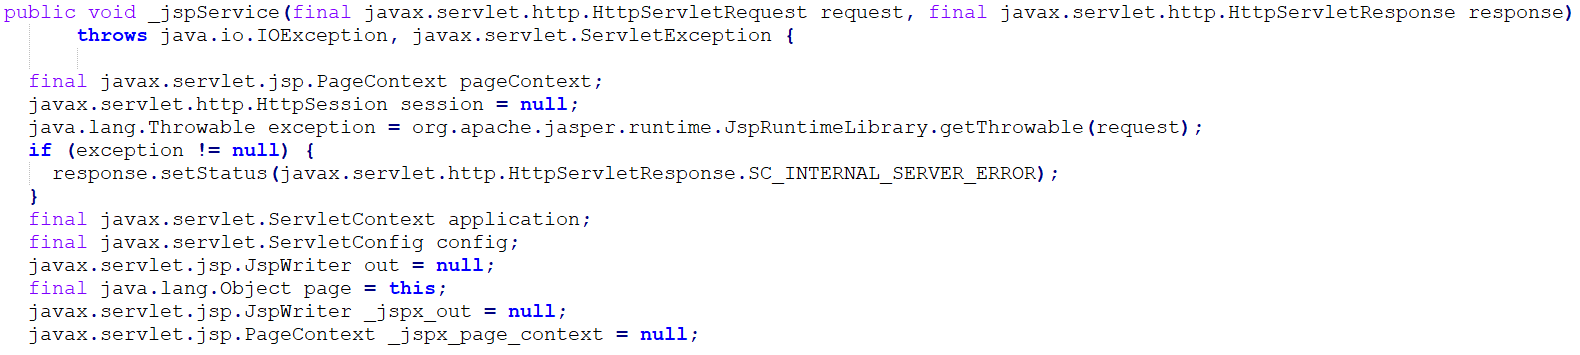 public void _jspService(final javax.servlet.http.HttpServletRequest request, final javax.servlet.http.HttpServletResponse response)
throws java.io.IOException, javax.servlet.ServletException {
final javax.servlet.jsp.PageContext pageContext;
javax.servlet.http.HttpSession session = null;
java.lang.Throwable exception = org.apache.jasper.runtime.JspRuntimeLibrary.getThrowable(request);
if (exception != null) {
response.setStatus(javax.servlet.http.HttpServletResponse.SC_INTERNAL_SERVER_ERROR);
}
final javax.servlet.ServletContext application;
final javax.servlet.ServletConfig config;
javax.servlet.jsp.JspWriter out = null;
final java.lang.Object page = this;
javax.servlet.jsp.JspWriter _jspx_out = null;
javax.servlet.jsp.PageContext _jspx_page_context = null;